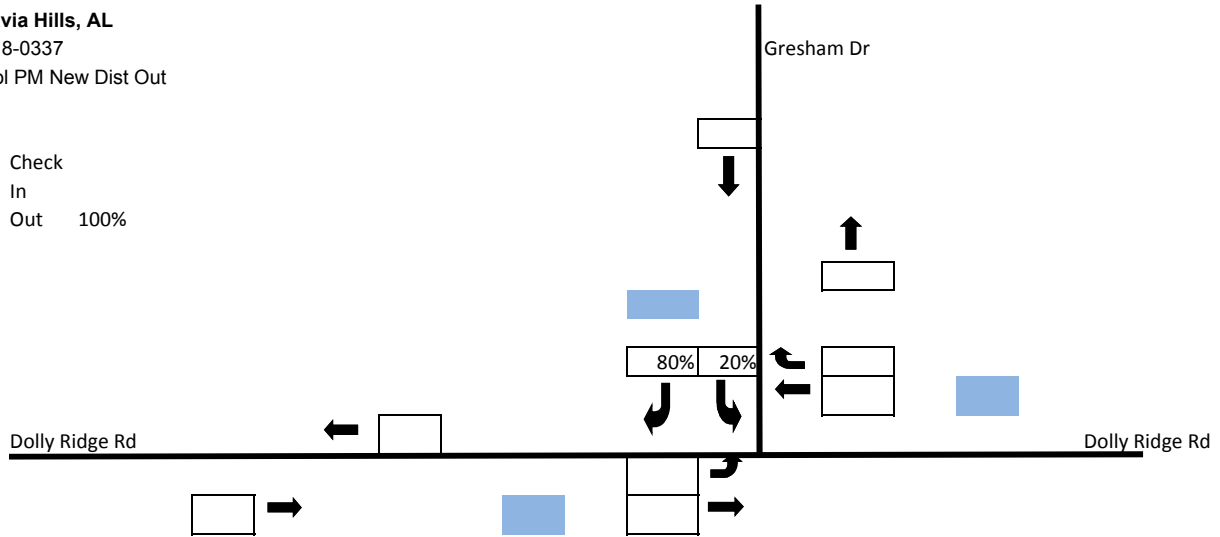 via Hills, AL
8-0337
ol PM New Dist Out
Gresham Dr
Check
In
Out 100%
80% 20%
Dolly Ridge Rd
Dolly Ridge Rd